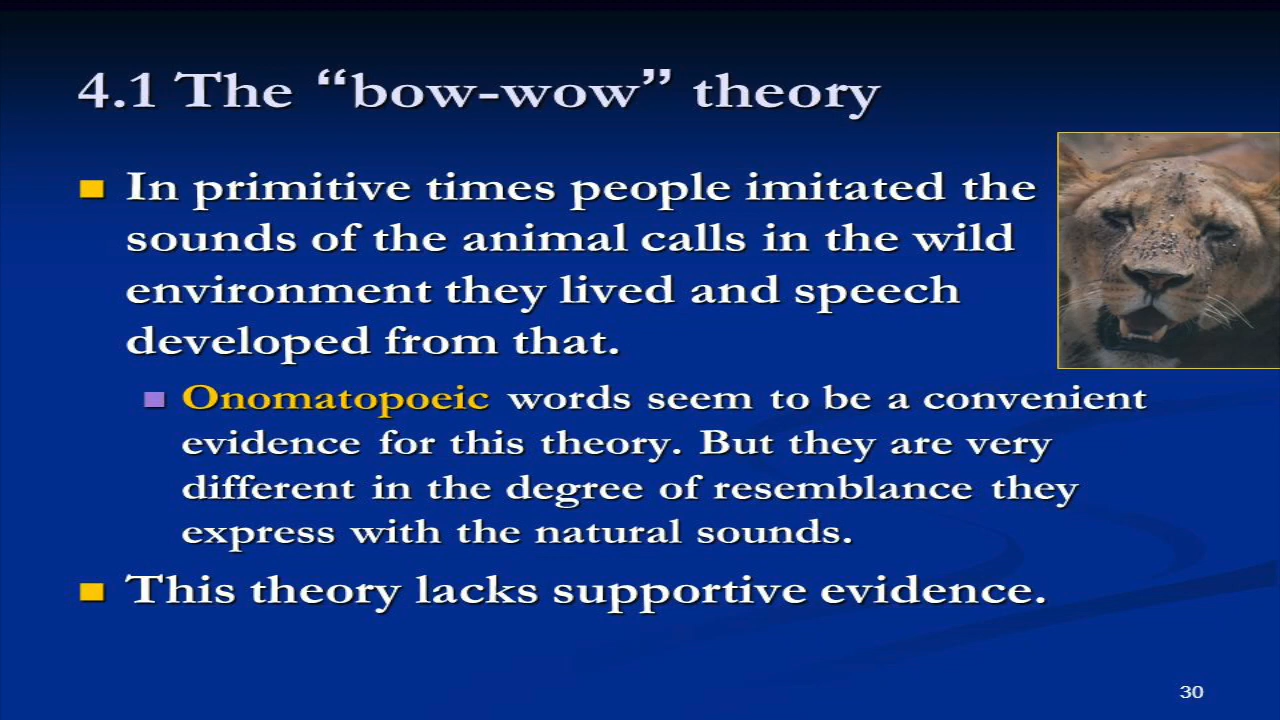 4.1 The “bow-wow” theory
In primitive times people imitated the
sounds of the animal calls in the wild
environment they lived and speech
developed from that.
Onomatopoeic words seem to be a convenient
evidence for this theory. But they are very
different in the degree of resemblance they
express with the natural sounds.
This theory lacks supportive evidence.
30